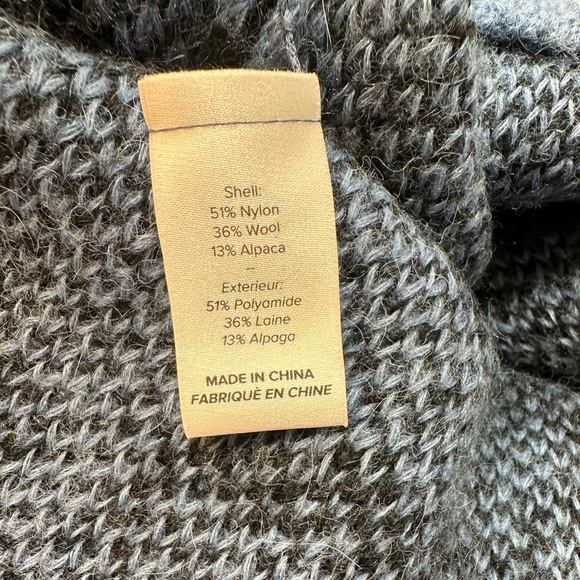 Shell:
51% Nylon
36% Wool
13% Alpaca
–
Exterieur:
51% Polyamide
36% Laine
13% Alpaga
MADE IN CHINA
FABRIQUÈ EN CHINE